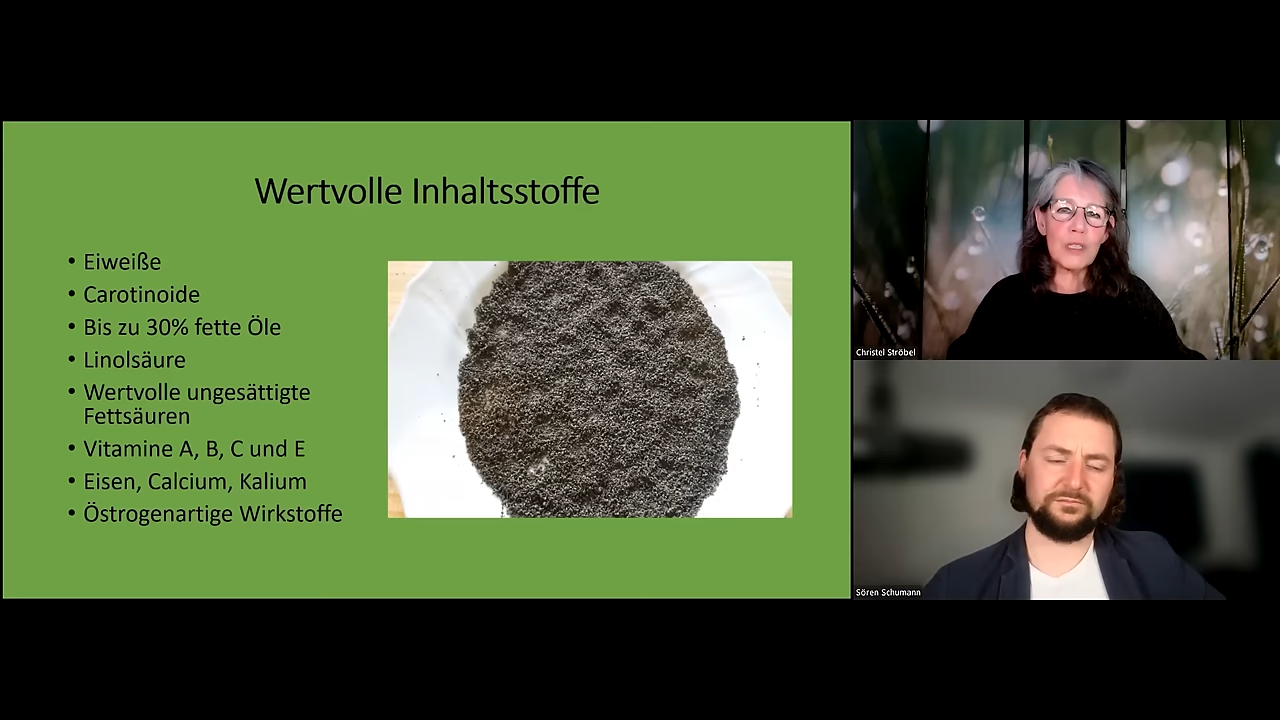 Wertvolle Inhaltsstoffe
• Eiweiße
• Carotinoide
• Bis zu 30% fette Öle
• Linolsäure
• Wertvolle ungesättigte
Fettsäuren
• Vitamine A, B, C und E
• Eisen, Calcium, Kalium
• Östrogenartige Wirkstoffe
Christel Ströbel
Sören Schumann